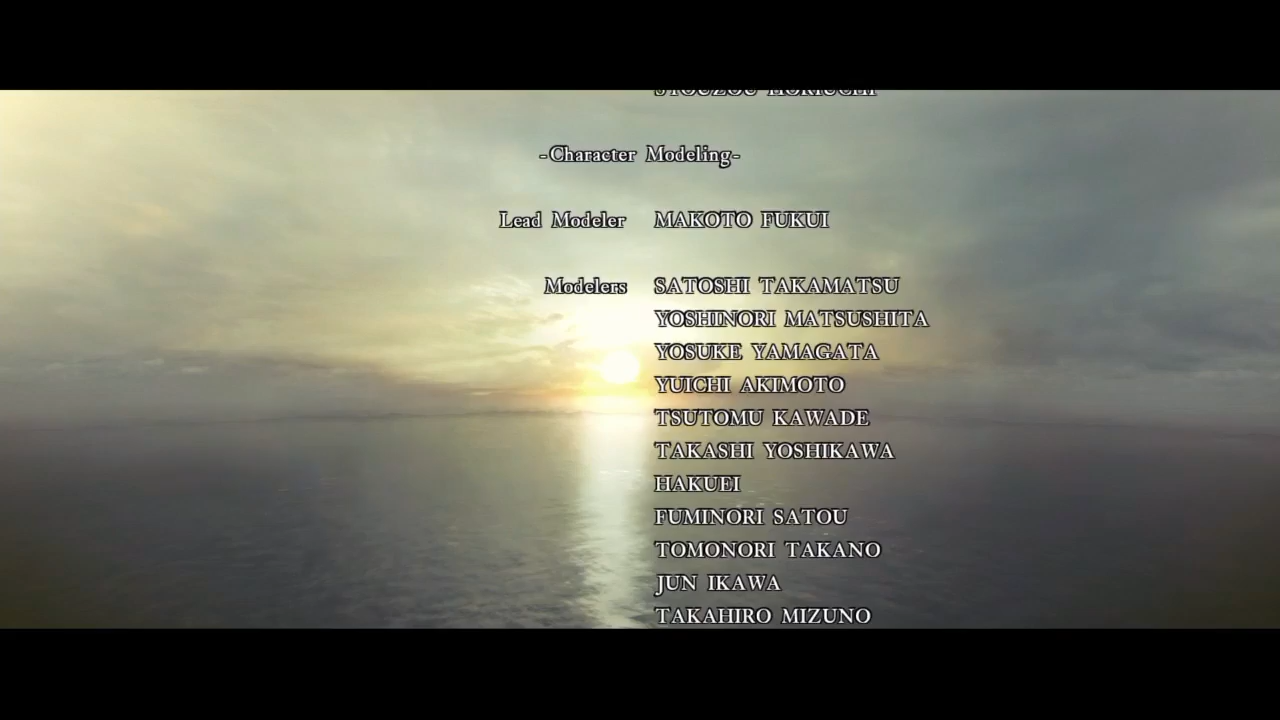 -Character Modeling-
Lead Modeler MAKOTO FUKUI
Modelers SATOSHI TAKAMATSU
YOSHINORI MATSUSHITA
YOSUKE YAMAGATA
YUICHI AKIMOTO
TSUTOMU KAWADE
TAKASHI YOSHIKAWA
HAKUEI
FUMINORI SATOU
TOMONORI TAKANO
JUN IKAWA
TAKAHIRO MIZUNO